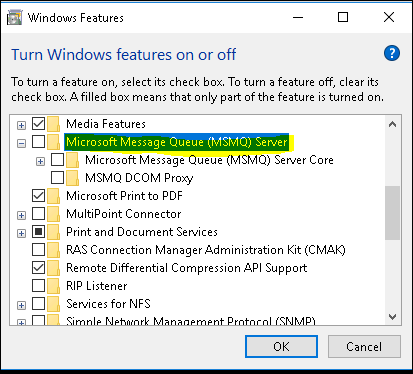 Windows Features
Turn Windows features on or off
?
To turn a feature on, select its check box. To turn a feature off, clear its
check box. A filled box means that only part of the feature is turned on.
Media Features
Microsoft Message Queue (MSMQ) Server
Microsoft Message Queue (MSMQ) Server Core
MSMQ DCOM Proxy
Microsoft Print to PDF
MultiPoint Connector
Print and Document Services
RAS Connection Manager Administration Kit (CMAK)
Remote Differential Compression API Support
RIP Listener
Services for NFS
Simple Network Management Protocol (SNMP)
OK Cancel